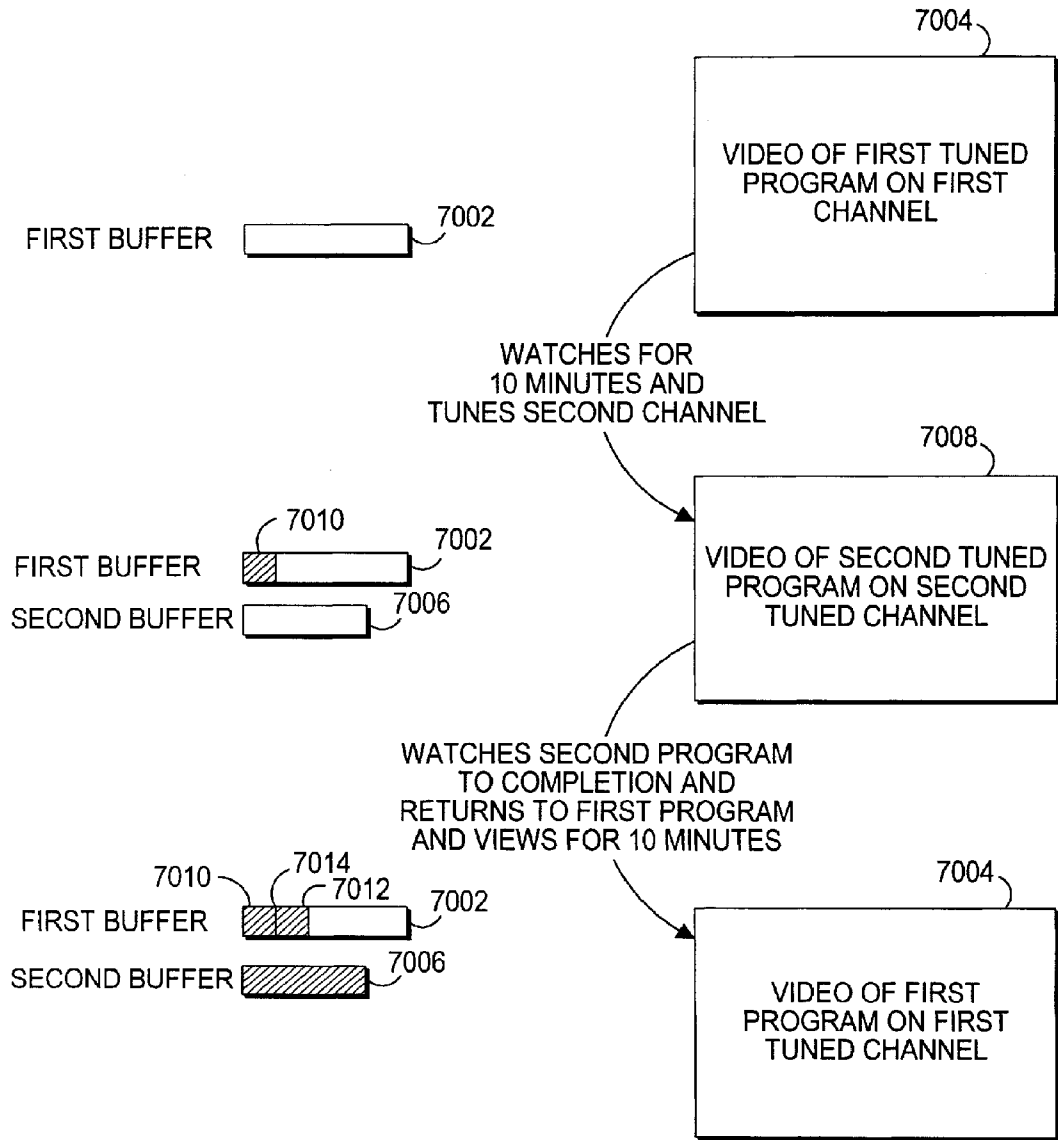 7004
VIDEO OF FIRST TUNED
PROGRAM ON FIRST
CHANNEL
FIRST BUFFER
7002
WATCHES FOR
10 MINUTES AND
TUNES SECOND CHANNEL
7008
7010
FIRST BUFFER
7002
SECOND BUFFER
7006
VIDEO OF SECOND TUNED
PROGRAM ON SECOND
TUNED CHANNEL
WATCHES SECOND PROGRAM
TO COMPLETION AND
RETURNS TO FIRST PROGRAM
AND VIEWS FOR 10 MINUTES
7010
7014
7012
FIRST BUFFER
7002
SECOND BUFFER
7006
7004
VIDEO OF FIRST
PROGRAM ON FIRST
TUNED CHANNEL